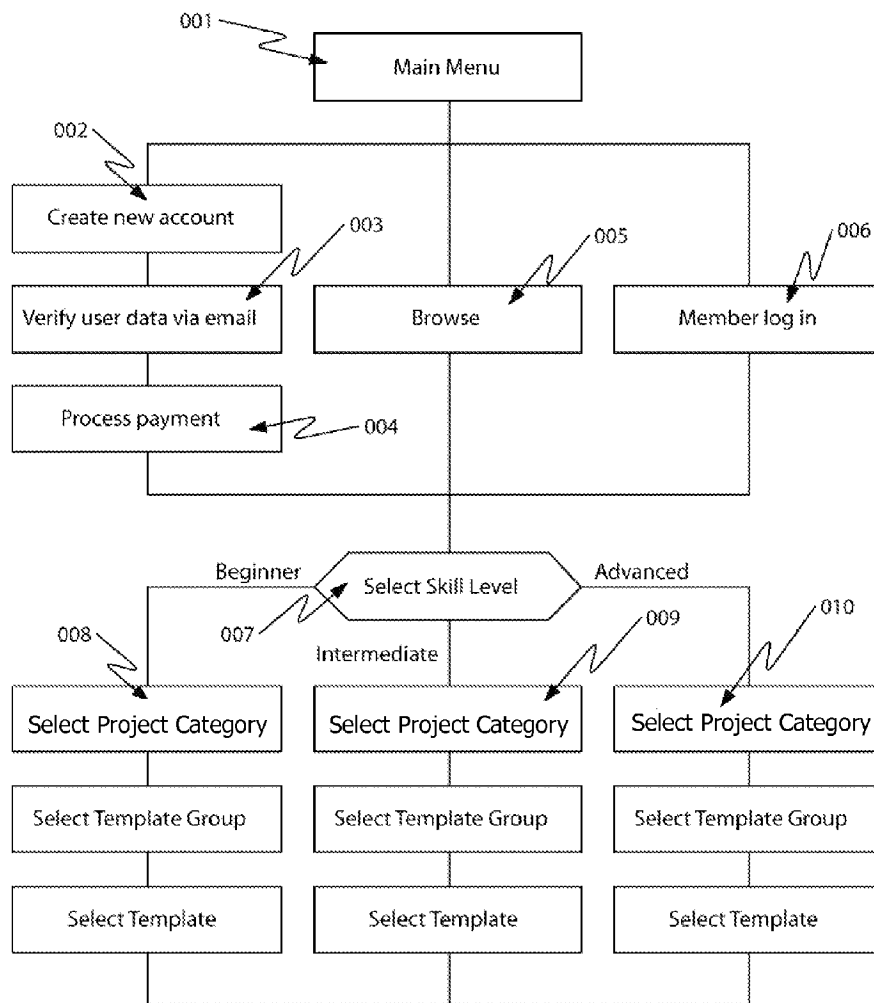 001
Main Menu
002
Create new account
003
005
006
Verify user data via email
Browse
Member log in
Process payment
004
Beginner
Select Skill Level
Advanced
007
008
Intermediate
009
010
Select Project Category
Select Project Category
Select Project Category
Select Template Group
Select Template Group
Select Template Group
Select Template
Select Template
Select Template